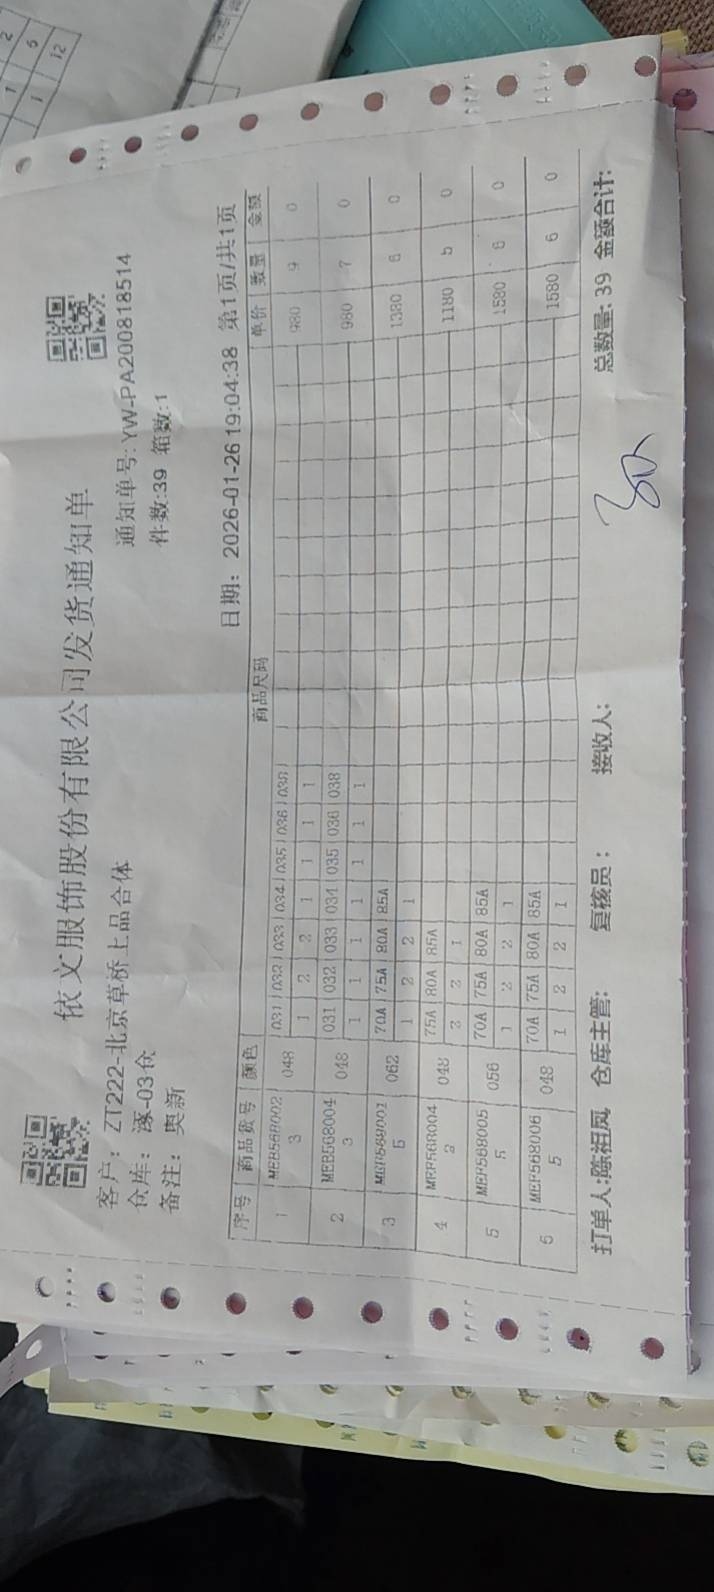 依文服饰股份有限公司发货通知单
客户： ZT222-北京草桥上品合体
通知单号: YW-PA200818514
仓库： 涿-03仓
件数:39 箱数:1
备注：奥新
日期： 2026-01-26 19:04:38 第1页/共1页
序号 商品货号 颜色 商品尺码 单价 数量 金额
1 MEB568002 048 031 032 033 034 035 036 038 980 9 0
3 1 2 2 1 1 1 1
2 MEB568004 048 031 032 033 034 035 036 038 980 7 0
3 1 1 1 1 1 1 1
3 062 70A 75A 80A 85A 1380 6 0
5 1 2 2 1
4 048 75A 80A 85A 1180 5 0
2 2 2 1
5 056 70A 75A 80A 85A 1580 6 0
5 1 2 2 1
6 048 70A 75A 80A 85A 1580 6 0
5 1 2 2 1
打单人:陈祖凤 仓库主管: 复核员: 接收人: 总数量: 39 金额合计: